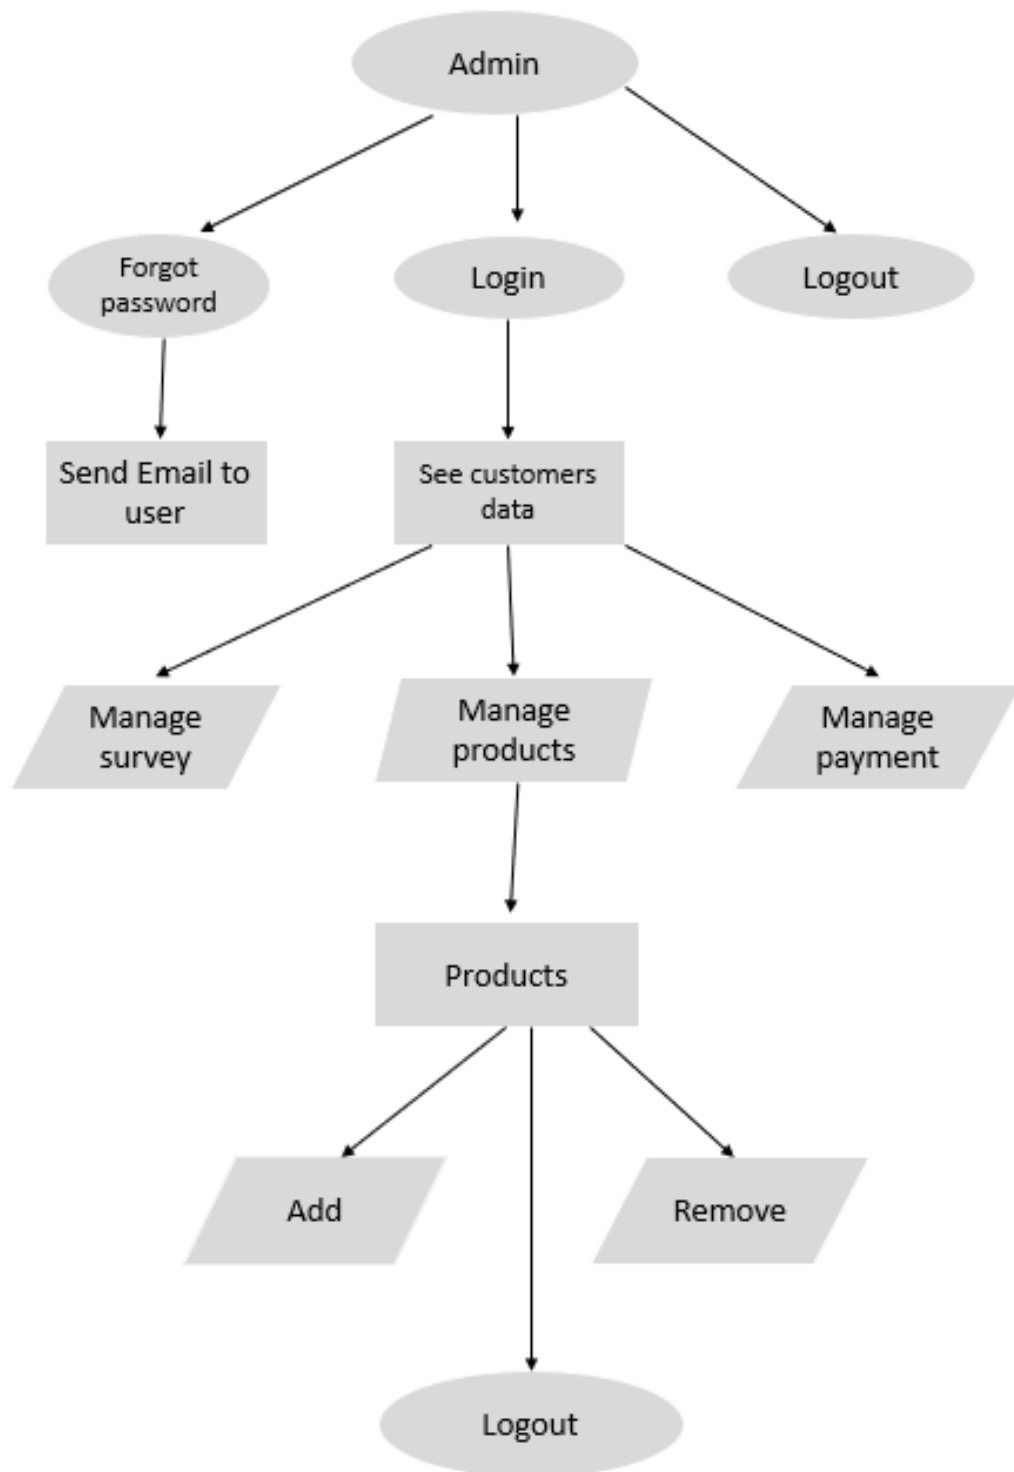 Admin
Forgot
password
Login
Logout
Send Email to
user
See customers
data
Manage
survey
Manage
products
Manage
payment
Products
Add
Remove
Logout